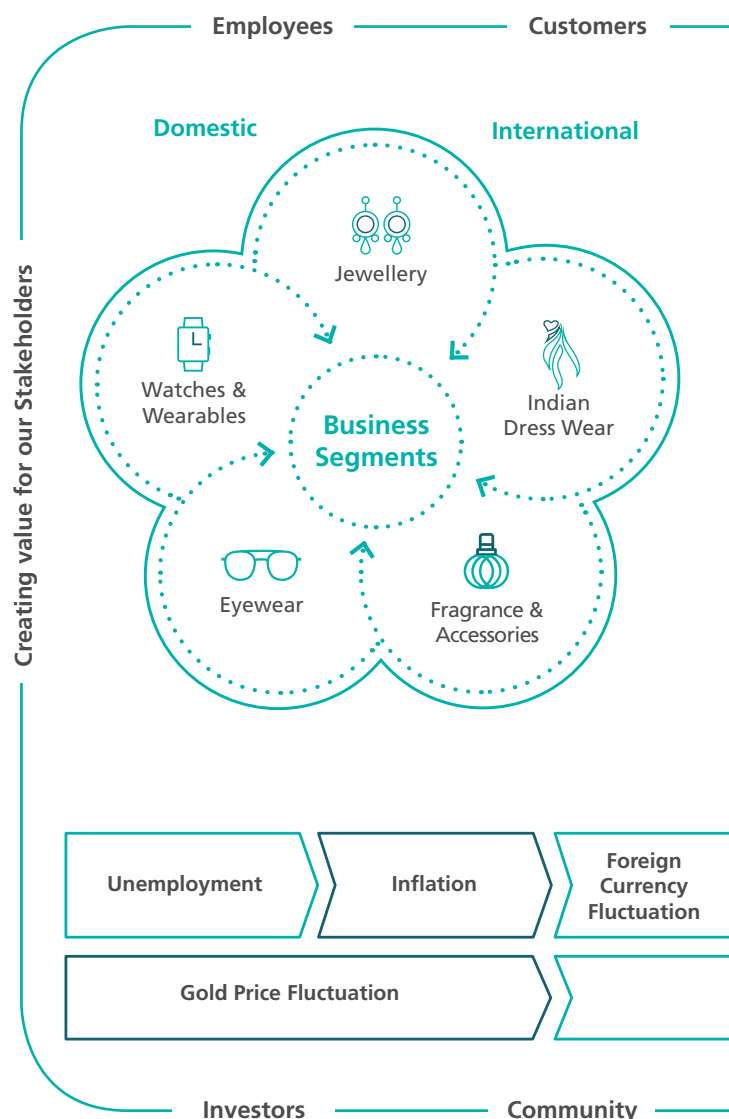 Employees
Customers
Domestic
International
Creating value for our Stakeholders
Jewellery
Watches &
Wearables
Indian
Dress Wear
Business
Segments
Eyewear
Fragrance &
Accessories
Unemployment
Inflation
Foreign
Currency
Fluctuation
Gold Price Fluctuation
Investors
Community